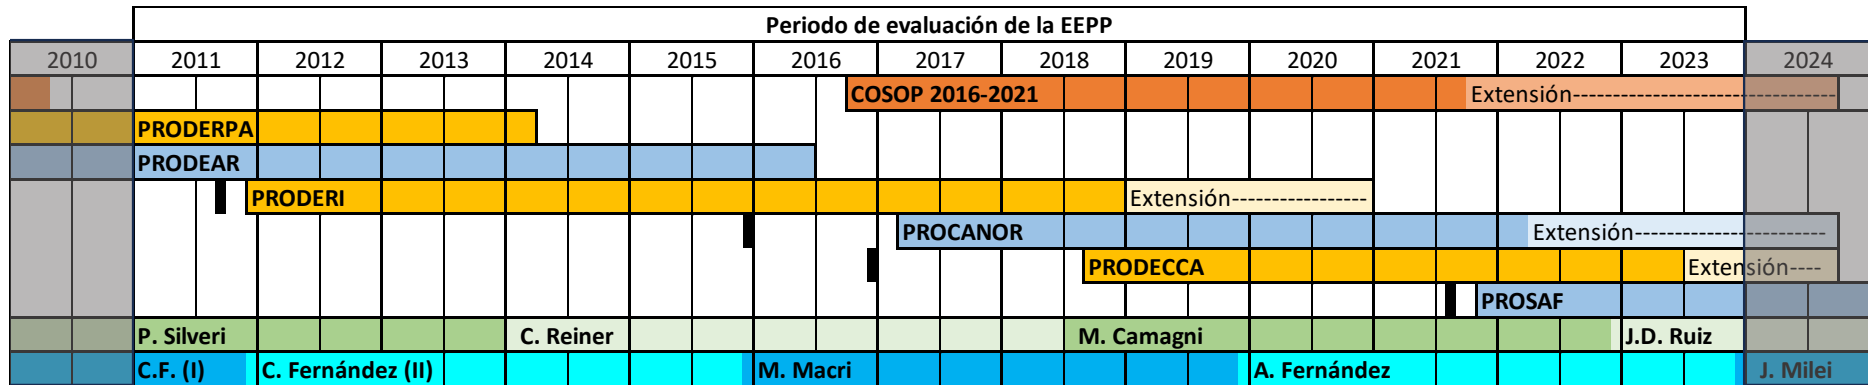 Periodo de evaluación de la EEPP
2010 2011 2012 2013 2014 2015 2016 2017 2018 2019 2020 2021 2022 2023 2024
COSOP 2016-2021 Extensión--------------------------------
PRODERPA
PRODEAR
PRODERI Extensión-----------------
PROCANOR Extensión-------------------------
PRODECCA Extensión----
PROSAF
P. Silveri C. Reiner M. Camagni J.D. Ruiz
C.F. (I) C. Fernández (II) M. Macri A. Fernández J. Milei